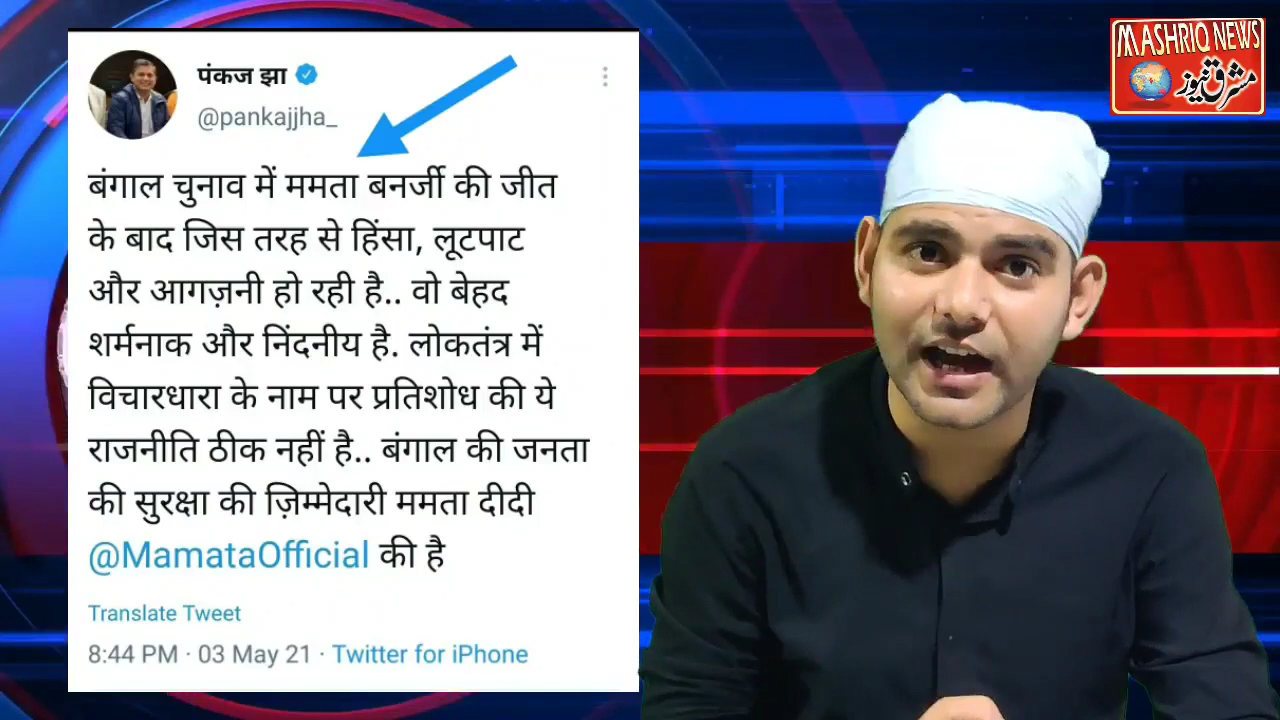 पंकज झा
@pankajjha_
बंगाल चुनाव में ममता बनर्जी की जीत
के बाद जिस तरह से हिंसा, लूटपाट
और आगज़नी हो रही है.. वो बेहद
शर्मनाक और निंदनीय है. लोकतंत्र में
विचारधारा के नाम पर प्रतिशोध की ये
राजनीति ठीक नहीं है.. बंगाल की जनता
की सुरक्षा की ज़िम्मेदारी ममता दीदी
@MamataOfficial की है
Translate Tweet
8:44 PM · 03 May 21 · Twitter for iPhone
MASHRIQ NEWS
مشرق نیوز